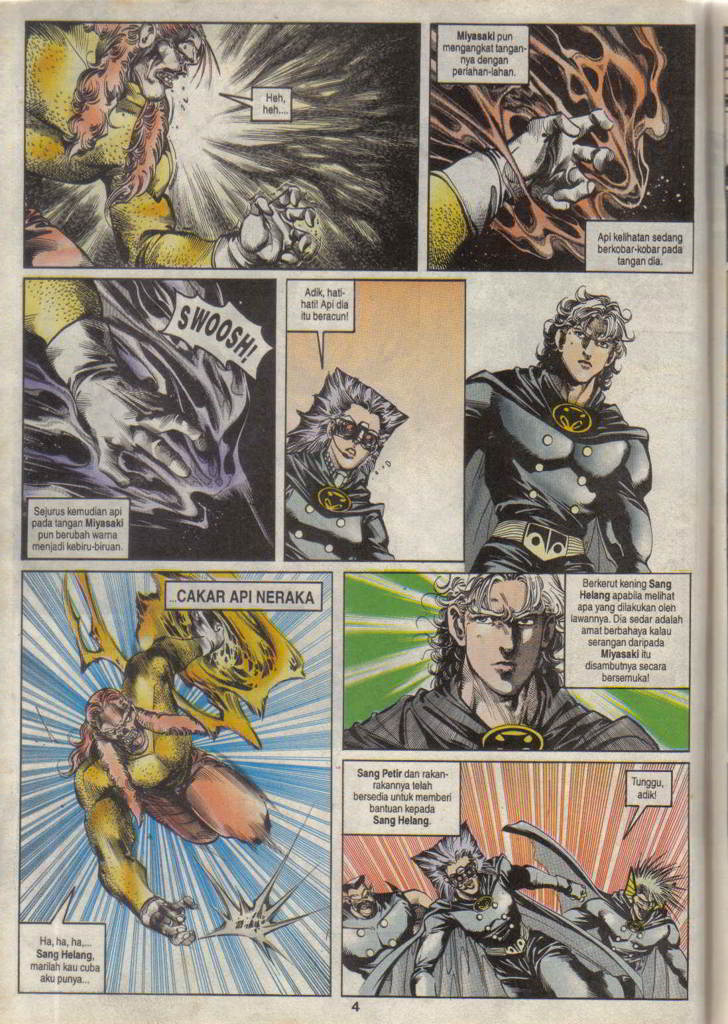 Heh,
heh....
Miyasaki pun
mengangkat tangan-
nya dengan
perlahan-lahan.
Api kelihatan sedang
berkobar-kobar pada
tangan dia.
SWOOSH!
Sejurus kemudian api
pada tangan Miyasaki
pun berubah warna
menjadi kebiru-biruan.
Adik, hati-
hati! Api dia
itu beracun!
...CAKAR API NERAKA
Ha, ha, ha,...
Sang Helang,
marilah kau cuba
aku punya...
Berkerut kening Sang
Helang apabila melihat
apa yang dilakukan oleh
lawannya. Dia sedar adalah
amat berbahaya kalau
serangan daripada
Miyasaki itu
disambutnya secara
bersemuka!
Sang Petir dan rakan-
rakannya telah
bersedia untuk memberi
bantuan kepada
Sang Helang.
Tunggu,
adik!
4